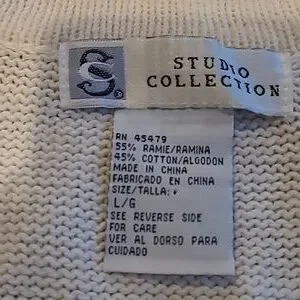 S ®
STUDIO
COLLECTION
RN 45479
55% RAMIE/RAMINA
45% COTTON/ALGODON
MADE IN CHINA
FABRICADO EN CHINA
SIZE/TALLA:
L/G
SEE REVERSE SIDE
FOR CARE
VER AL DORSO PARA
CUIDADO